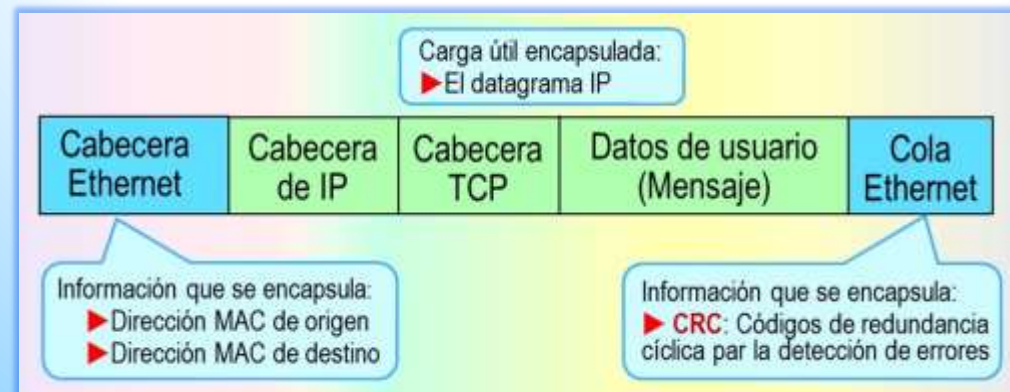 Carga útil encapsulada:
▶El datagrama IP
Cabecera Ethernet
Cabecera de IP
Cabecera TCP
Datos de usuario (Mensaje)
Cola Ethernet
Información que se encapsula:
▶Dirección MAC de origen
▶Dirección MAC de destino
Información que se encapsula:
▶ CRC: Códigos de redundancia
cíclica par la detección de errores